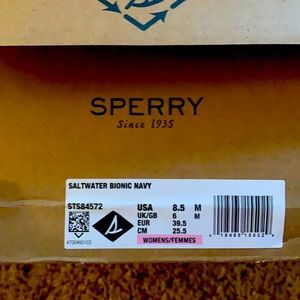 SPERRY
Since 1935
SALTWATER BIONIC NAVY
STS84572
USA 8.5 M
UK/GB 6 M
EUR 39.5
CM 25.5
WOMENS/FEMMES